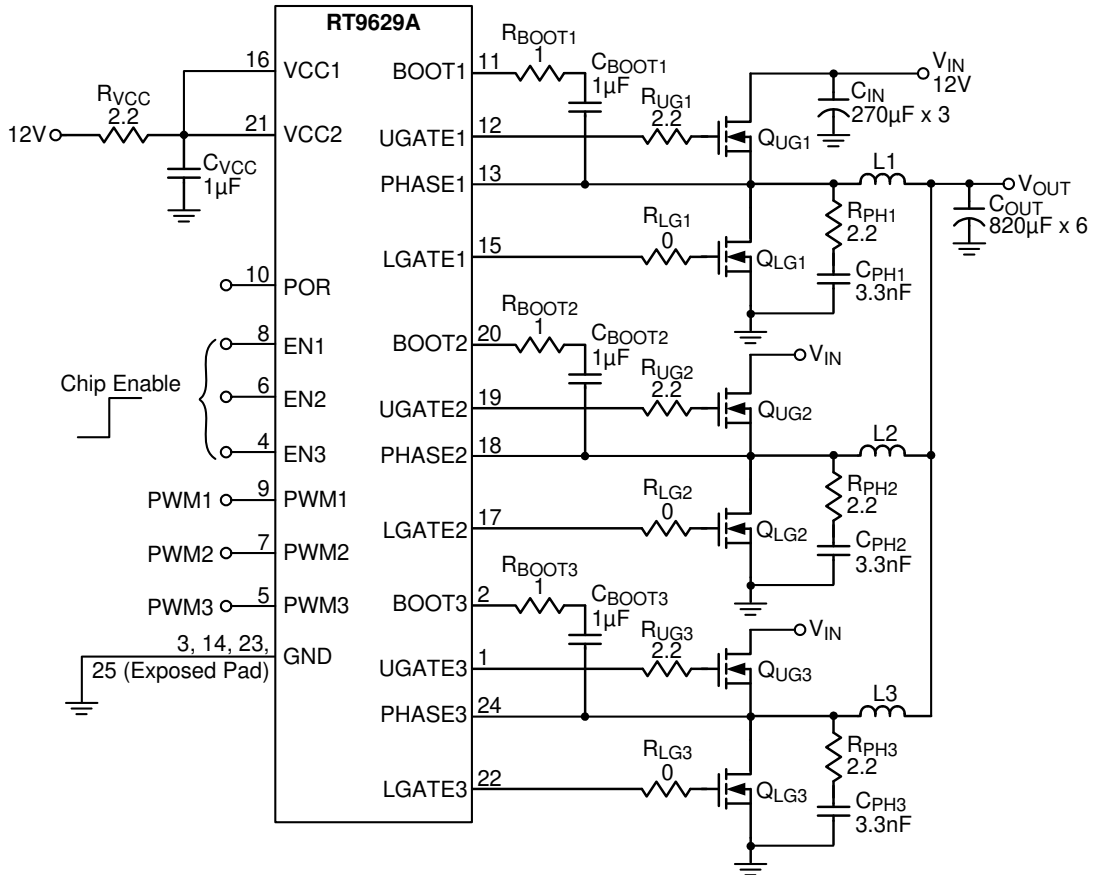 RT9629A
12V
RVCC
2.2
CVCC
1µF
16
VCC1
21
VCC2
10
POR
Chip Enable
8
EN1
6
EN2
4
EN3
PWM1
9
PWM1
PWM2
7
PWM2
PWM3
5
PWM3
3, 14, 23,
25 (Exposed Pad)
GND
BOOT1
11
RBOOT1
1
CBOOT1
1µF
UGATE1
12
RUG1
2.2
QUG1
VIN
12V
CIN
270µF x 3
PHASE1
13
L1
VOUT
COUT
820µF x 6
LGATE1
15
RLG1
0
QLG1
RPH1
2.2
CPH1
3.3nF
BOOT2
20
RBOOT2
1
CBOOT2
1µF
UGATE2
19
RUG2
2.2
QUG2
VIN
PHASE2
18
L2
LGATE2
17
RLG2
0
QLG2
RPH2
2.2
CPH2
3.3nF
BOOT3
2
RBOOT3
1
CBOOT3
1µF
UGATE3
1
RUG3
2.2
QUG3
VIN
PHASE3
24
L3
LGATE3
22
RLG3
0
QLG3
RPH3
2.2
CPH3
3.3nF